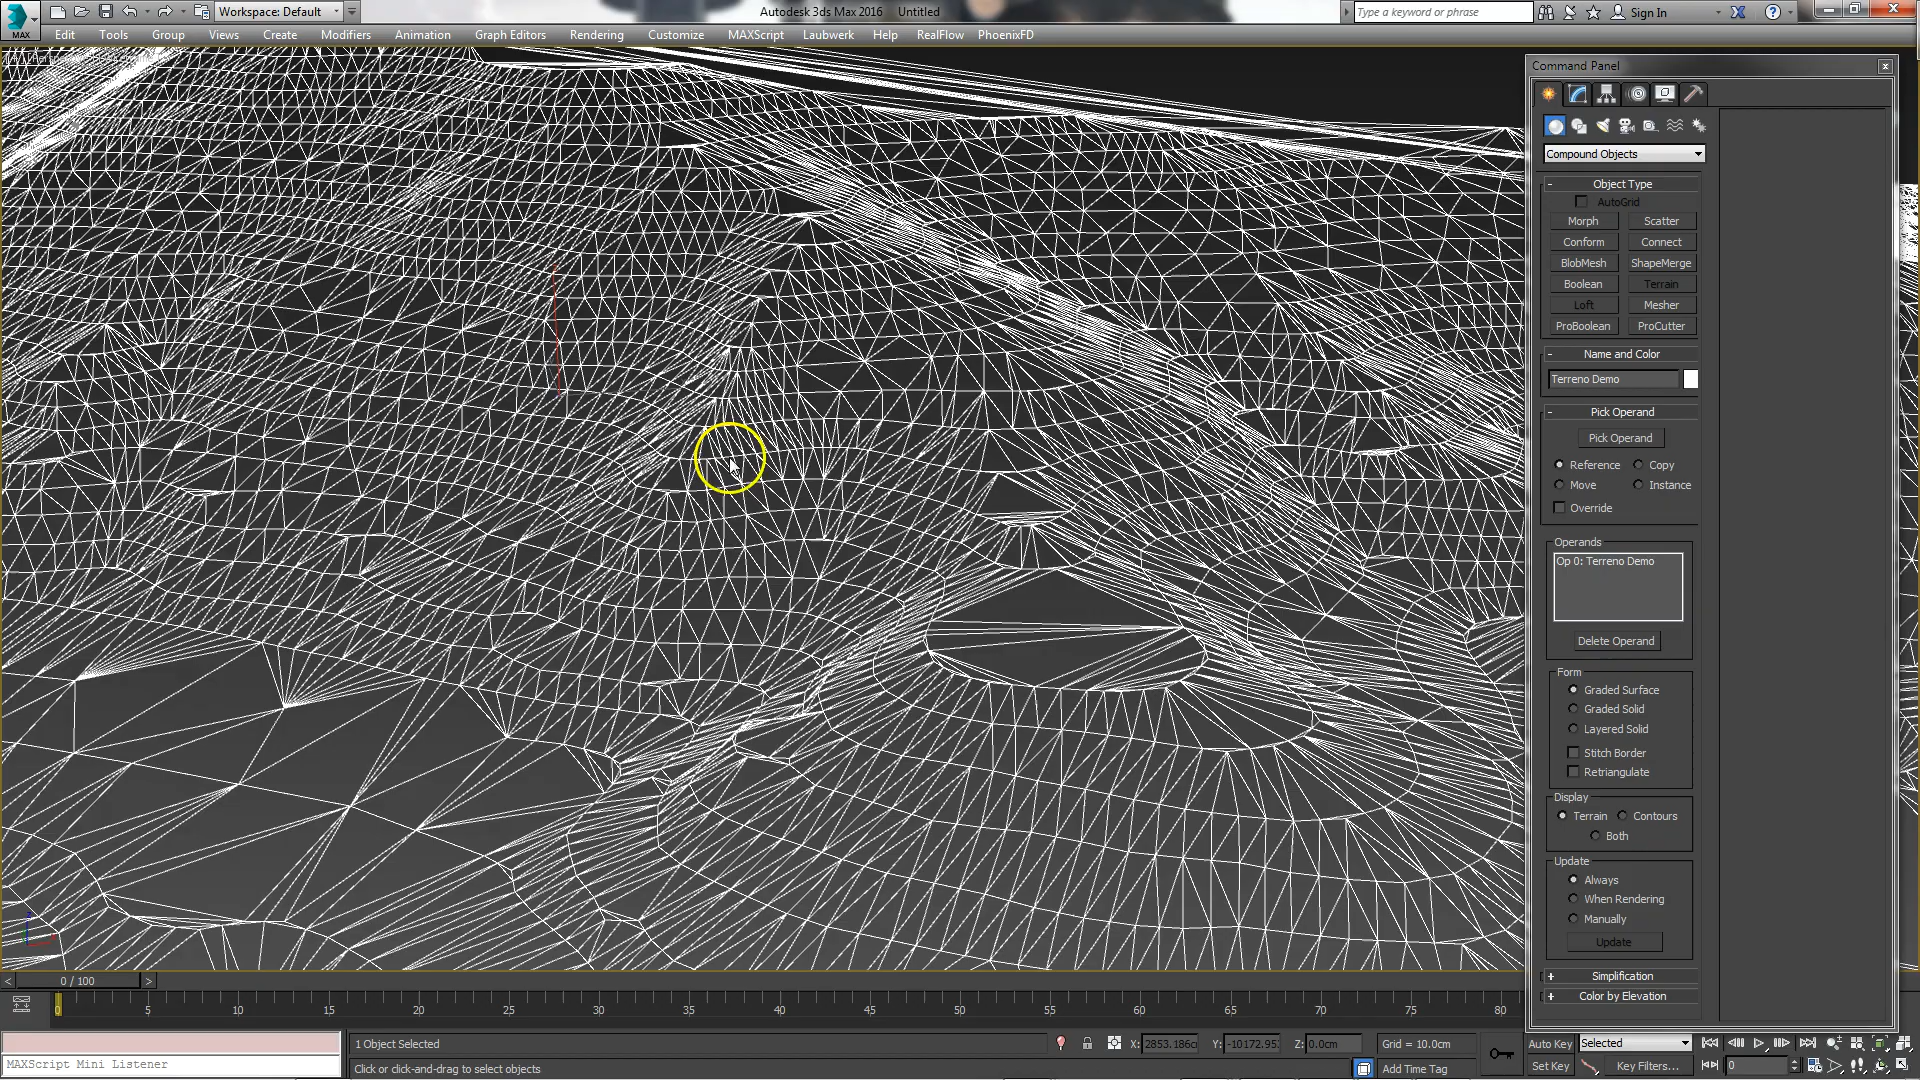 Workspace: Default
Autodesk 3ds Max 2016 Untitled
Type a keyword or phrase
Sign In
MAX
Edit Tools Group Views Create Modifiers Animation Graph Editors Rendering Customize MAXScript Laubwerk Help RealFlow PhoenixFD
Command Panel
Compound Objects
Object Type
AutoGrid
Morph Scatter
Conform Connect
BlobMesh ShapeMerge
Boolean Terrain
Loft Mesher
ProBoolean ProCutter
Name and Color
Terreno Demo
Pick Operand
Pick Operand
Reference Copy
Move Instance
Override
Operands
Op 0: Terreno Demo
Delete Operand
Form
Graded Surface
Graded Solid
Layered Solid
Stitch Border
Retriangulate
Display
Terrain Contours
Both
Update
Always
When Rendering
Manually
Update
Simplification
Color by Elevation
0 / 100
0 5 10 15 20 25 30 35 40 45 50 55 60 65 70 75 80
1 Object Selected
X: 2853.186c Y: -10172.95 Z: 0.0cm
Grid = 10.0cm
Auto Key Selected
MAXScript Mini Listener
Click or click-and-drag to select objects
Add Time Tag
Set Key Key Filters... 0